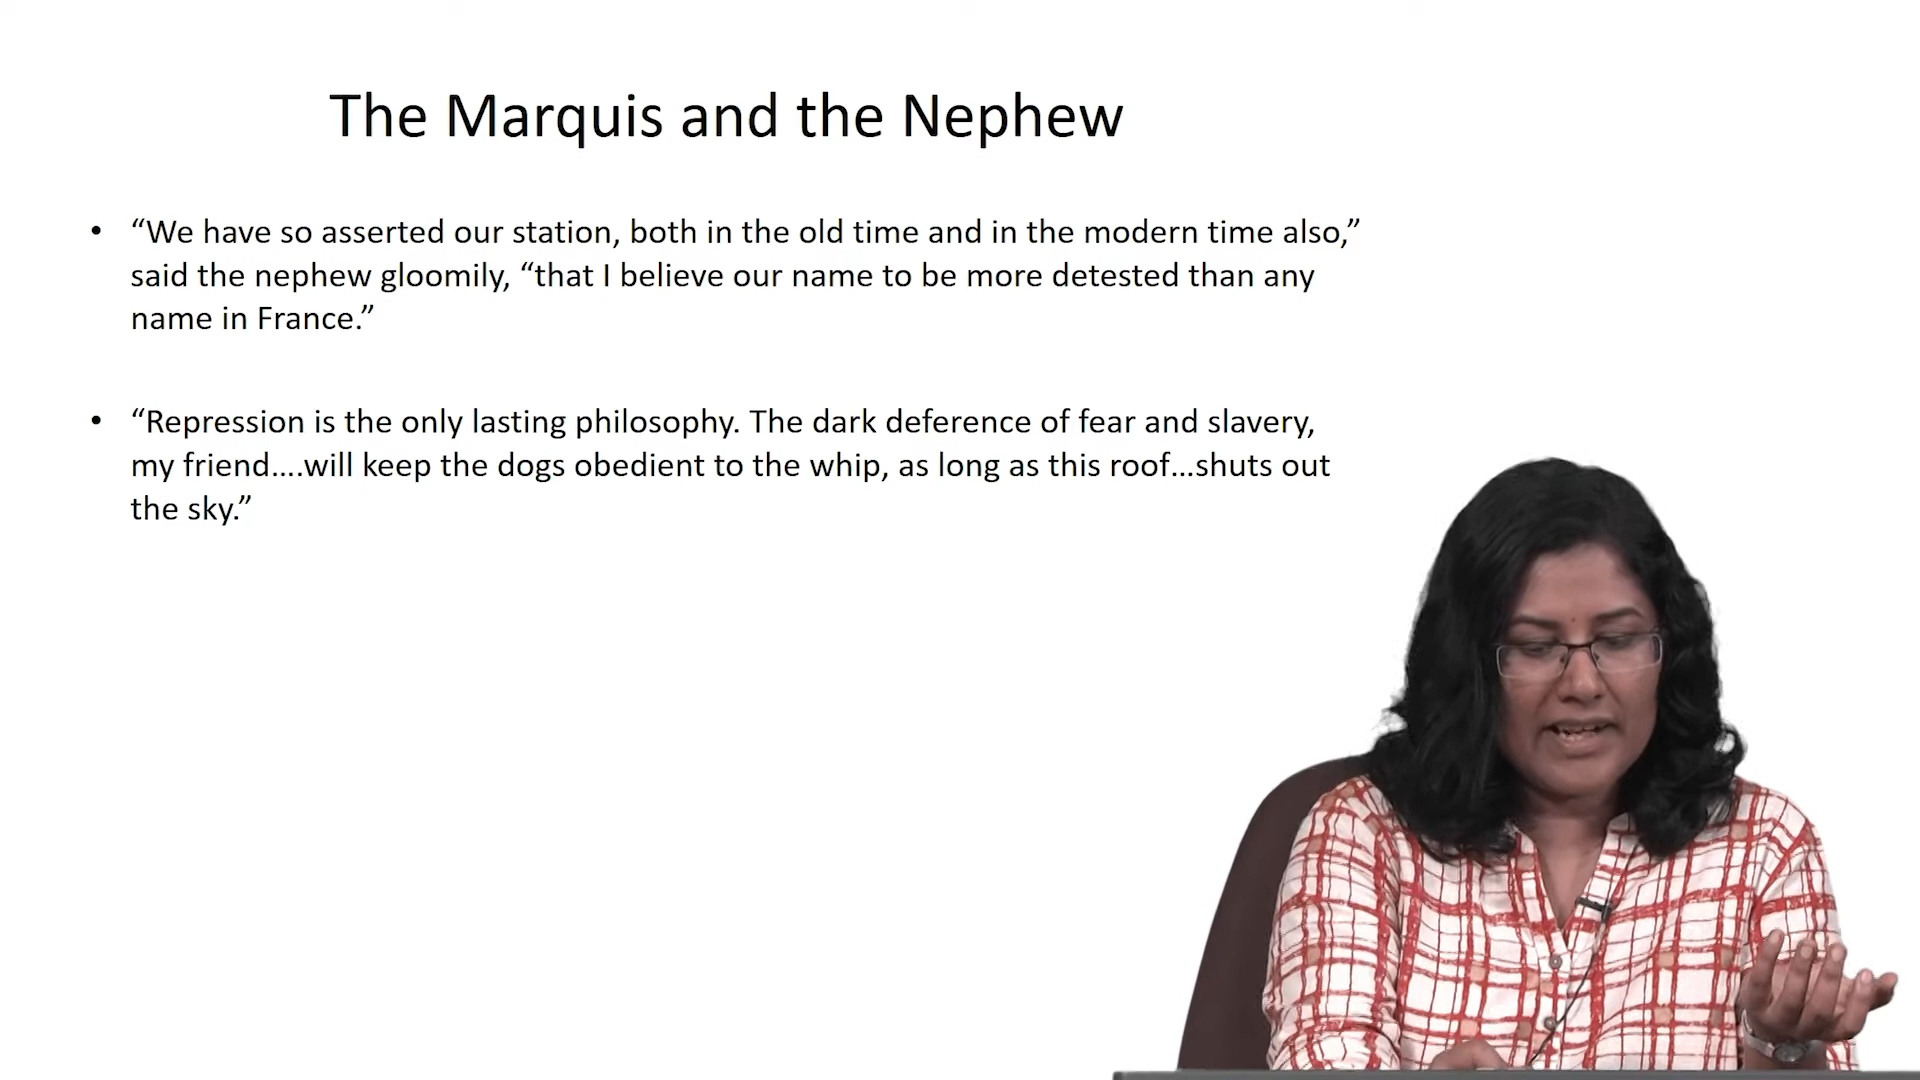 The Marquis and the Nephew
• “We have so asserted our station, both in the old time and in the modern time also,”
said the nephew gloomily, “that I believe our name to be more detested than any
name in France.”
• “Repression is the only lasting philosophy. The dark deference of fear and slavery,
my friend….will keep the dogs obedient to the whip, as long as this roof…shuts out
the sky.”